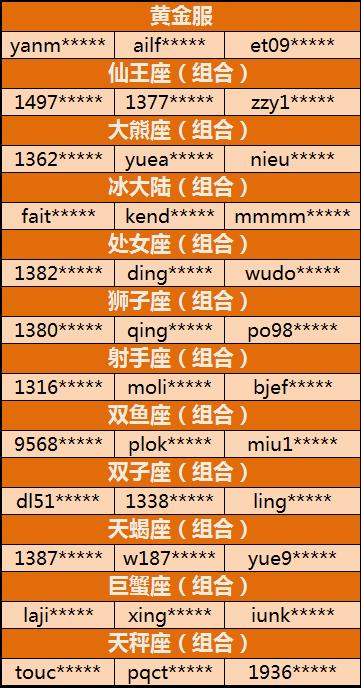 黄金服
yanm***** ailf***** et09*****
仙王座（组合）
1497***** 1377***** zzy1*****
大熊座（组合）
1362***** yuea***** nieu*****
冰大陆（组合）
fait***** kend***** mmmm*****
处女座（组合）
1382***** ding***** wudo*****
狮子座（组合）
1380***** qing***** po98*****
射手座（组合）
1316***** moli***** bjef*****
双鱼座（组合）
9568***** plok***** miu1*****
双子座（组合）
dl51***** 1338***** ling*****
天蝎座（组合）
1387***** w187***** yue9*****
巨蟹座（组合）
laji***** xing***** iunk*****
天秤座（组合）
touc***** pqct***** 1936*****